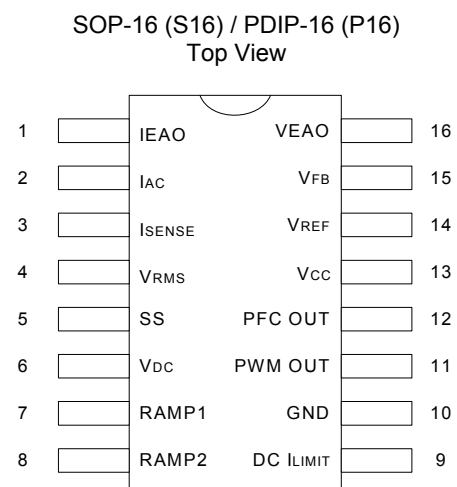 SOP-16 (S16) / PDIP-16 (P16)
Top View
1 IEAO VEAO 16
2 IAC VFB 15
3 ISENSE VREF 14
4 VRMS VCC 13
5 SS PFC OUT 12
6 VDC PWM OUT 11
7 RAMP1 GND 10
8 RAMP2 DC ILIMIT 9